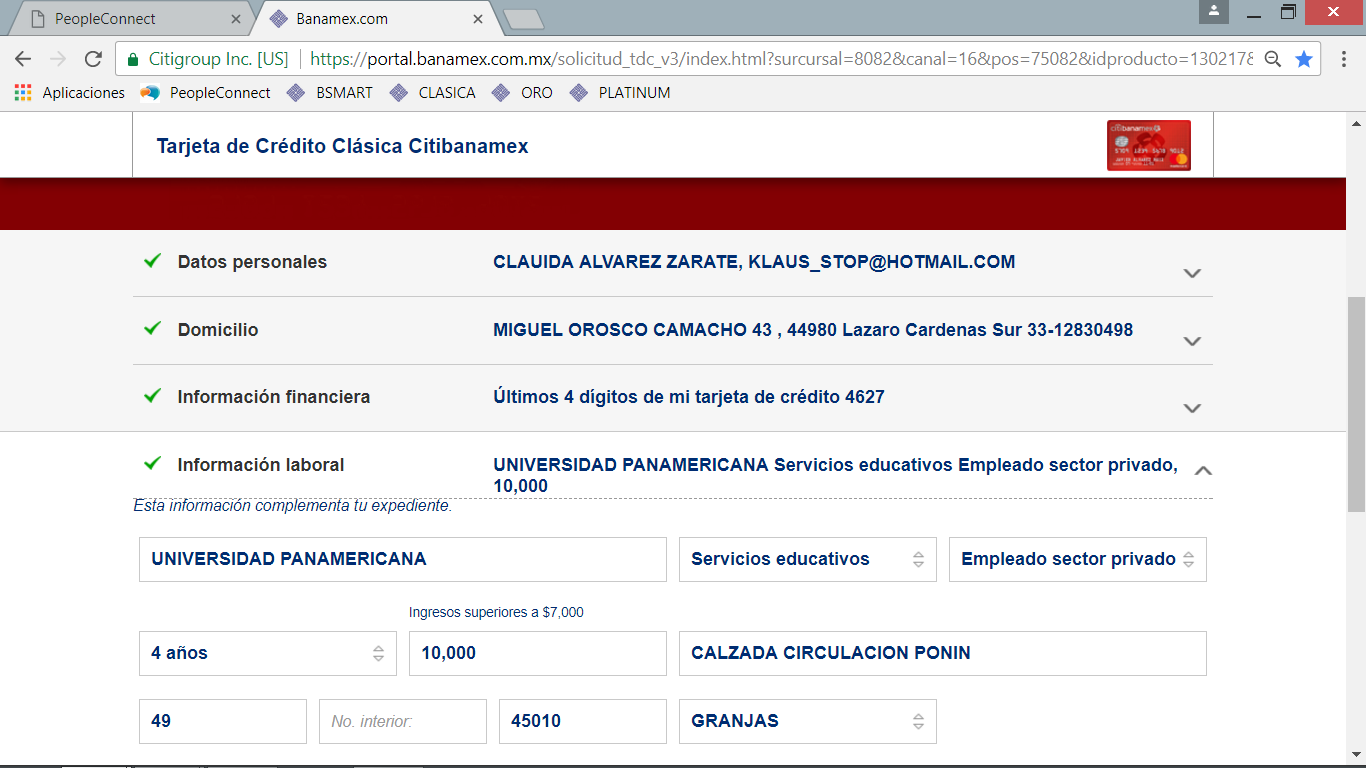 PeopleConnect
Banamex.com
Citigroup Inc. [US] https://portal.banamex.com.mx/solicitud_tdc_v3/index.html?surcursal=8082&canal=16&pos=75082&idproducto=130217&
Aplicaciones PeopleConnect BSMART CLASICA ORO PLATINUM
Tarjeta de Crédito Clásica Citibanamex
citibanamex
Datos personales CLAUIDA ALVAREZ ZARATE, KLAUS_STOP@HOTMAIL.COM
Domicilio MIGUEL OROSCO CAMACHO 43 , 44980 Lazaro Cardenas Sur 33-12830498
Información financiera Últimos 4 dígitos de mi tarjeta de crédito 4627
Información laboral UNIVERSIDAD PANAMERICANA Servicios educativos Empleado sector privado,
10,000
Esta información complementa tu expediente.
UNIVERSIDAD PANAMERICANA Servicios educativos Empleado sector privado
Ingresos superiores a $7,000
4 años 10,000 CALZADA CIRCULACION PONIN
49 No. interior: 45010 GRANJAS